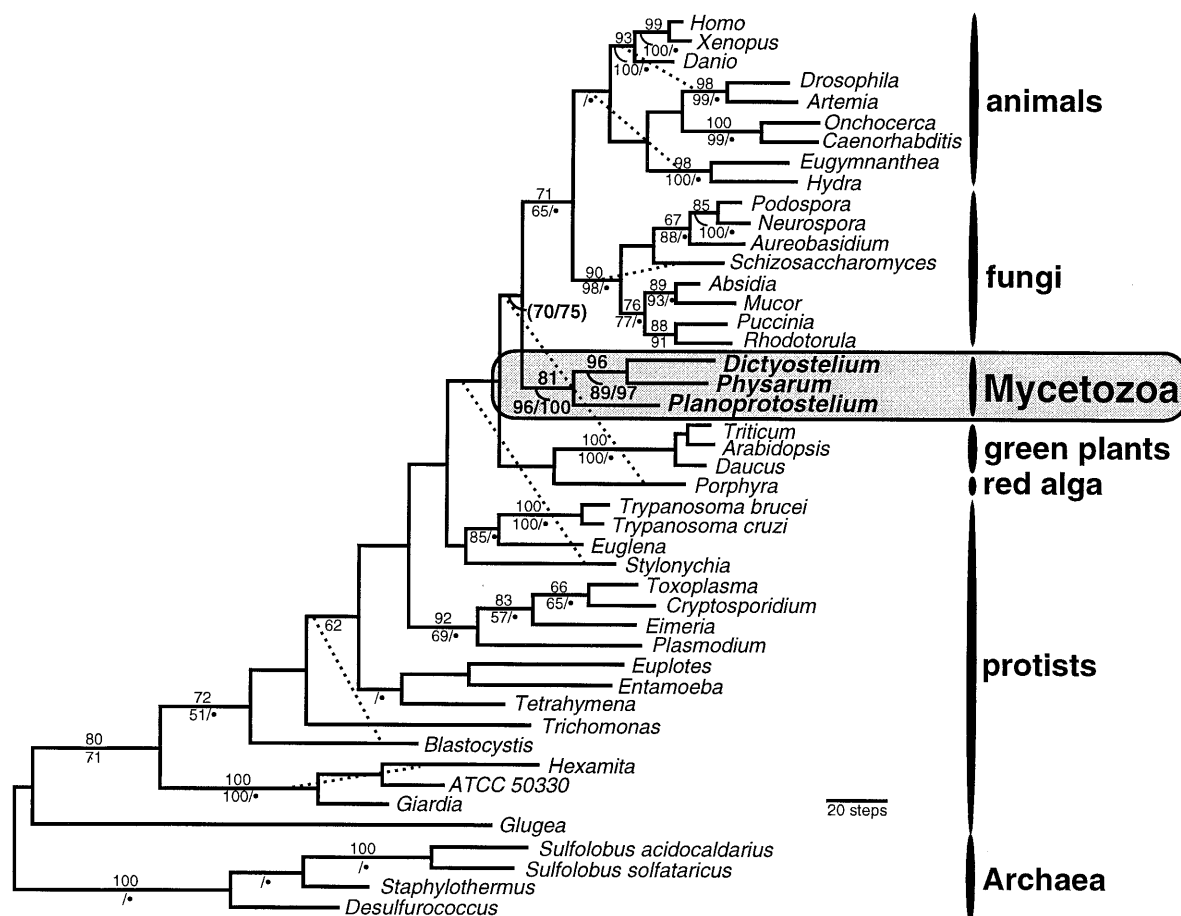 Homo
99
93
Xenopus
100/•
Danio
100/•
98
Drosophila
/•
99/•
Artemia
animals
100
Onchocerca
99/•
Caenorhabditis
98
Eugymnanthea
100/•
Hydra
71
65/•
85
Podospora
67
100/•
Neurospora
88/•
Aureobasidium
90
Schizosaccharomyces
98/•
fungi
89
Absidia
93/•
Mucor
(70/75)
76
77/•
88
Puccinia
91
Rhodotorula
96
Dictyostelium
81
89/97
Physarum
96/100
Planoprotostelium
Mycetozoa
Triticum
100
Arabidopsis
100/•
Daucus
green plants
Porphyra
red alga
100
Trypanosoma brucei
100/•
Trypanosoma cruzi
85/•
Euglena
Stylonychia
66
Toxoplasma
83
65/•
Cryptosporidium
92
57/•
Eimeria
62
69/•
Plasmodium
protists
Euplotes
/•
Entamoeba
72
Tetrahymena
51/•
Trichomonas
80
71
Blastocystis
100
Hexamita
100/•
ATCC 50330
Giardia
20 steps
Glugea
100
Sulfolobus acidocaldarius
/•
/•
Sulfolobus solfataricus
100
Staphylothermus
/•
Desulfurococcus
Archaea